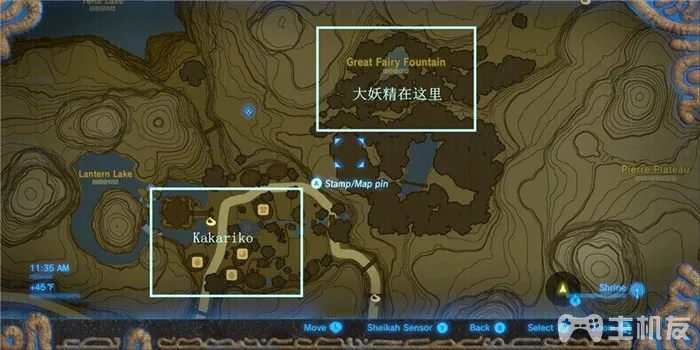 Great Fairy Fountain
大妖精在这里
Lantern Lake
Pierre Plateau
A Stamp/Map pin
Kakariko
11:35 AM
+45°F
Shrine
Move L Sheikah Sensor Y Back B Select
主机友